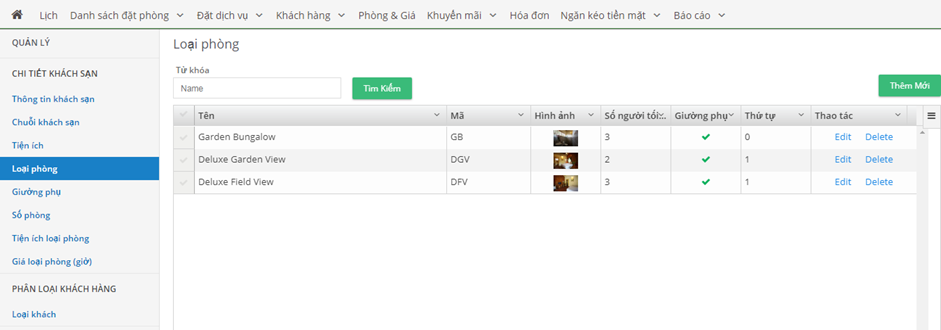 Lịch Danh sách đặt phòng Đặt dịch vụ Khách hàng Phòng & Giá Khuyến mãi Hóa đơn Ngăn kéo tiền mặt Báo cáo
QUẢN LÝ
CHI TIẾT KHÁCH SẠN
Thông tin khách sạn
Chuỗi khách sạn
Tiện ích
Loại phòng
Giường phụ
Số phòng
Tiện ích loại phòng
Giá loại phòng (giờ)
PHÂN LOẠI KHÁCH HÀNG
Loại khách
Loại phòng
Từ khóa
Name
Tìm Kiếm
Thêm Mới
Tên Mã Hình ảnh Số người tối... Giường phụ Thứ tự Thao tác
Garden Bungalow GB 3 0 Edit Delete
Deluxe Garden View DGV 2 1 Edit Delete
Deluxe Field View DFV 3 1 Edit Delete